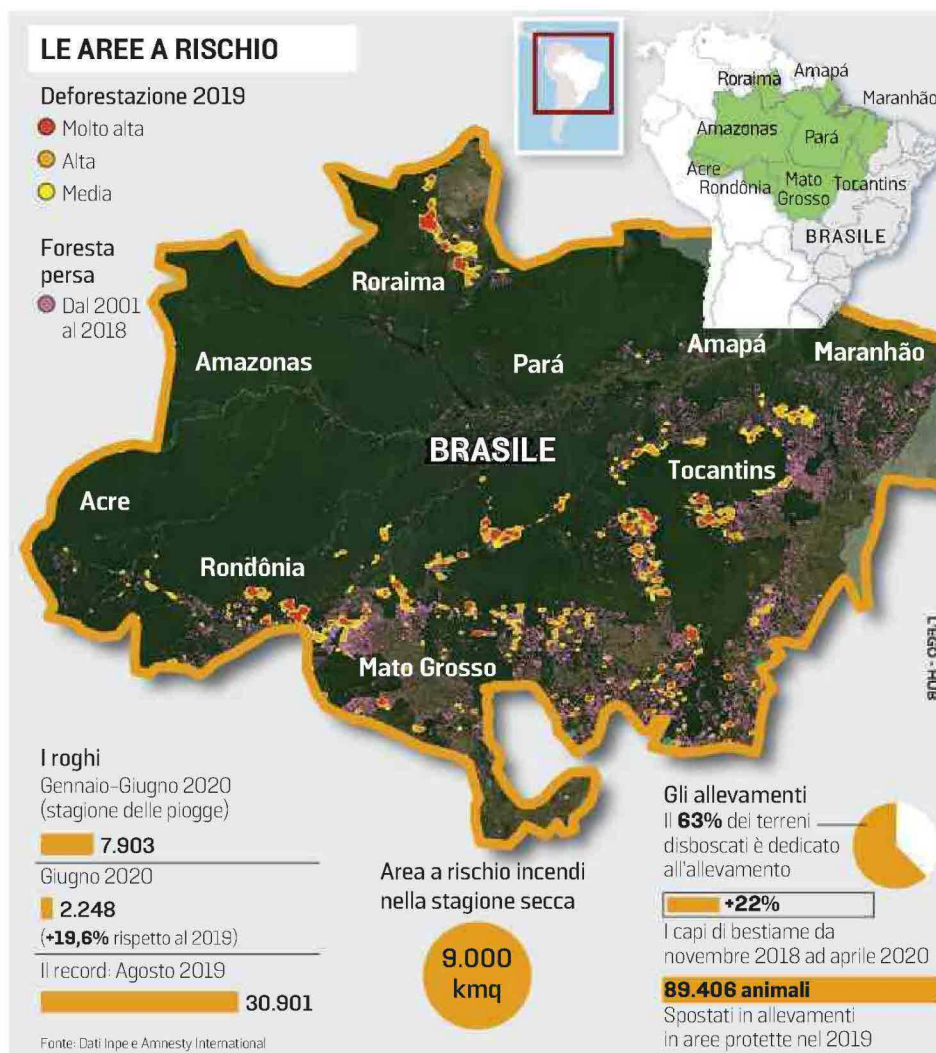 LE AREE A RISCHIO
Deforestazione 2019
Molto alta
Alta
Media
Foresta
persa
Dal 2001
al 2018
Roraima
Amapá
Maranhão
Amazonas
Pará
Acre
Rondônia
Mato
Grosso
Tocantins
BRASILE
Roraima
Amazonas
Pará
Amapá
Maranhão
BRASILE
Tocantins
Acre
Rondônia
Mato Grosso
L'EGO - HUB
I roghi
Gennaio-Giugno 2020
(stagione delle piogge)
7.903
Giugno 2020
2.248
(+19,6% rispetto al 2019)
Il record: Agosto 2019
30.901
Fonte: Dati Inpe e Amnesty International
Area a rischio incendi
nella stagione secca
9.000
kmq
Gli allevamenti
Il 63% dei terreni
disboscati è dedicato
all'allevamento
+22%
I capi di bestiame da
novembre 2018 ad aprile 2020
89.406 animali
Spostati in allevamenti
in aree protette nel 2019